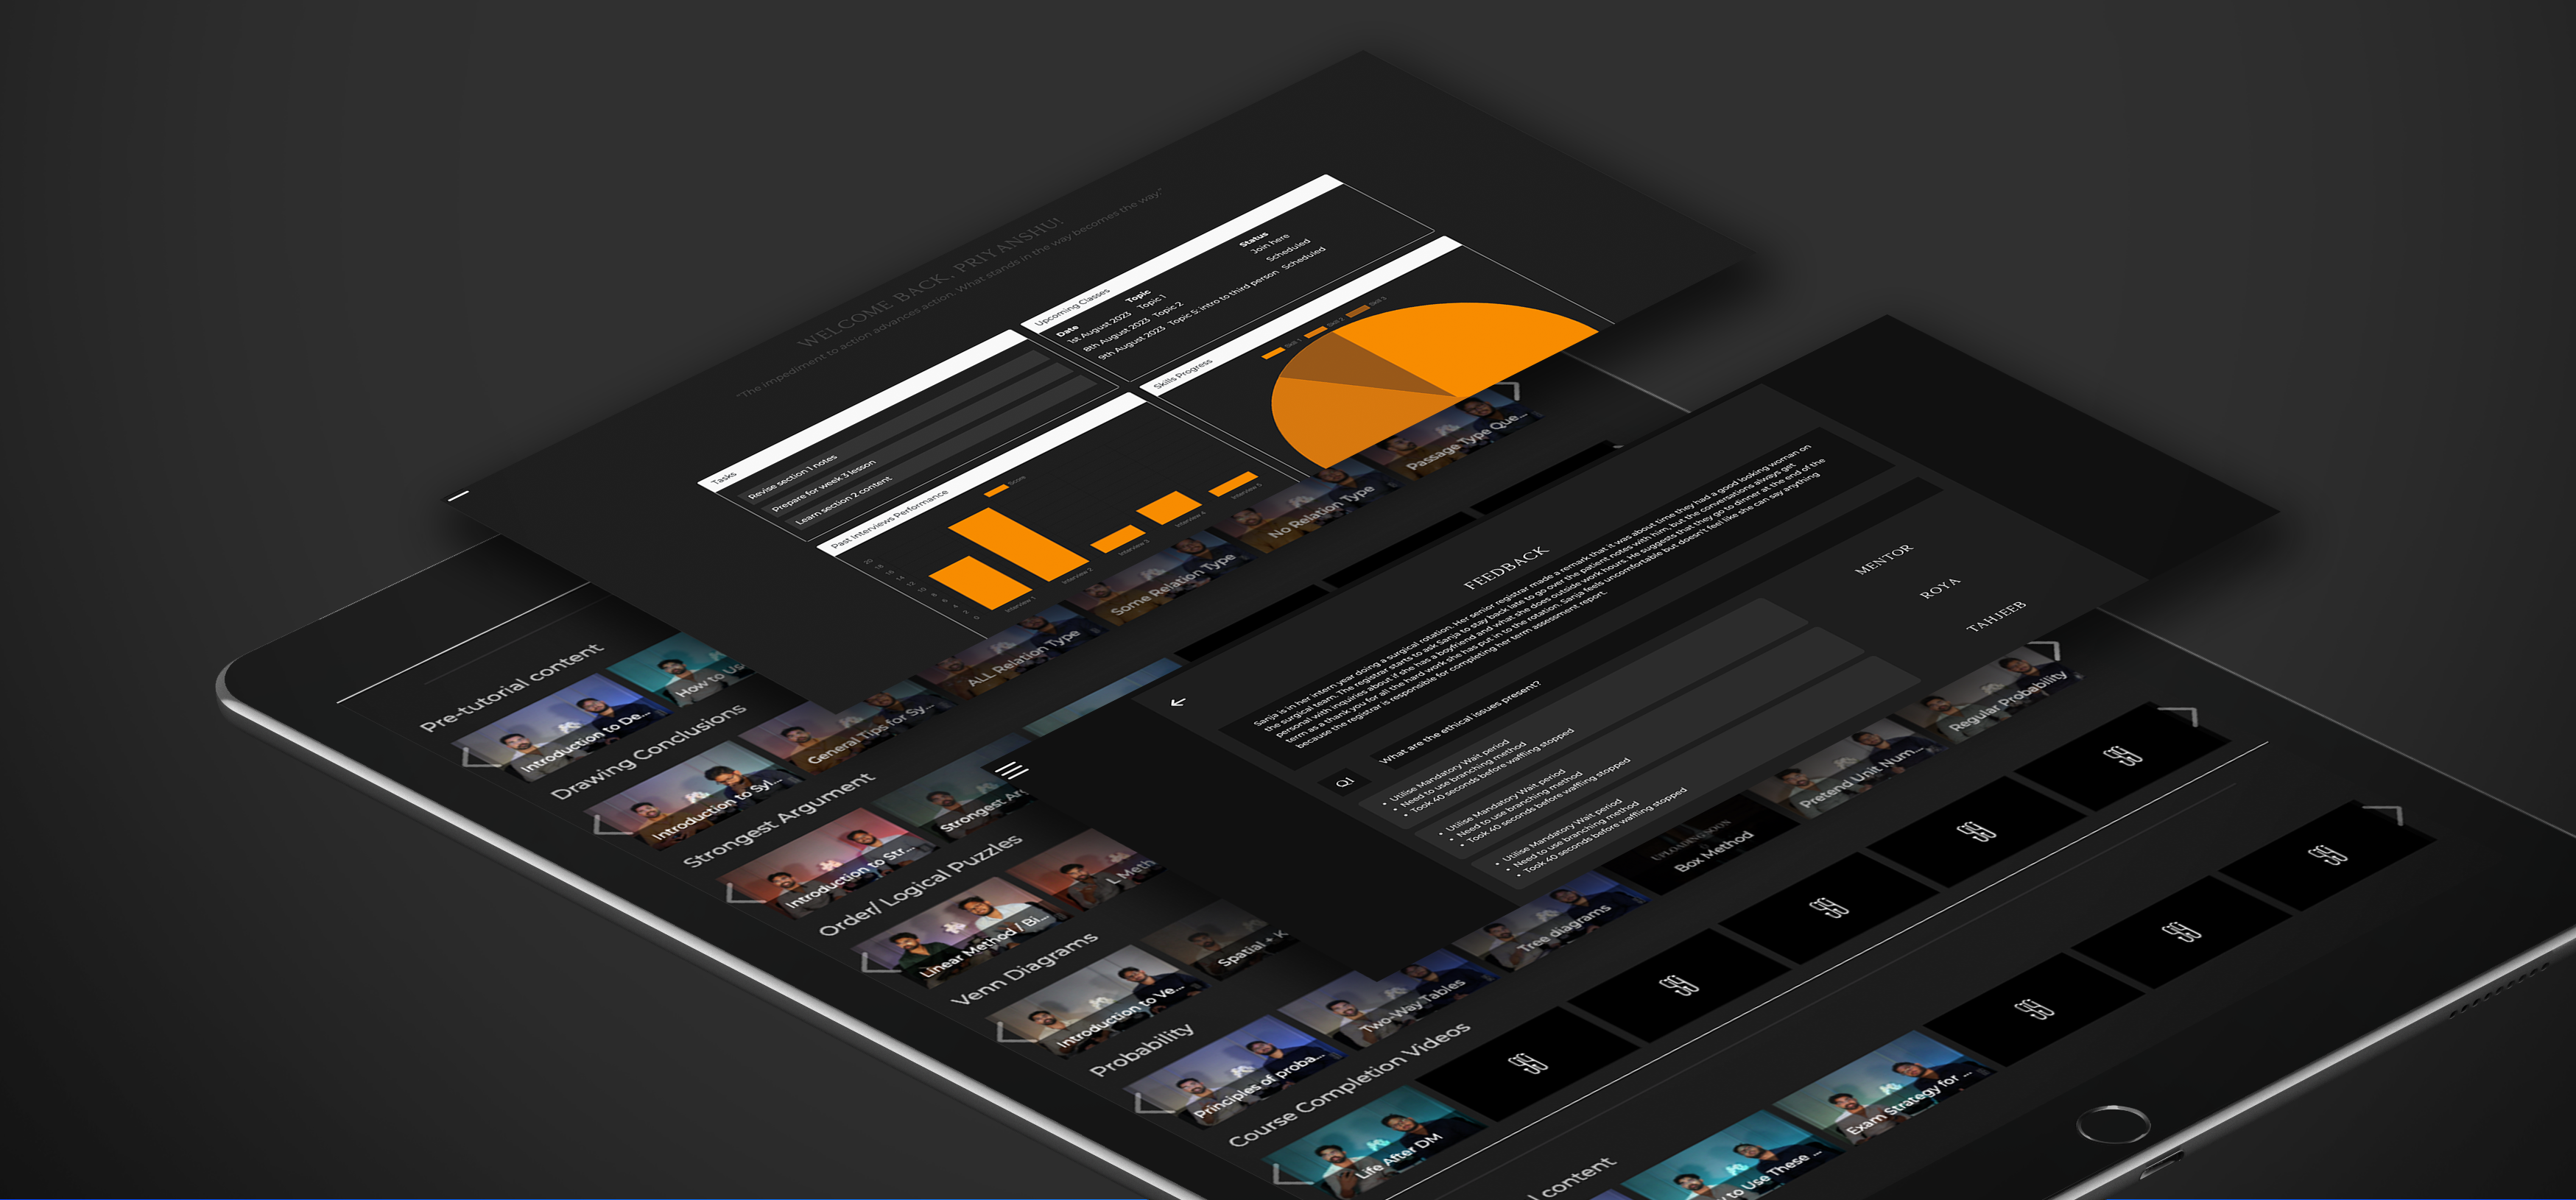 WELCOME BACK, PRIYANSHU!
"The impediment to action advances action. What stands in the way becomes the way."
Tasks
Revise section 1 notes
Prepare for week 3 lesson
Learn section 2 content
Upcoming Classes
Date Topic Status
1st August 2023 Topic 1 Join here
8th August 2023 Topic 2 Scheduled
9th August 2023 Topic 5: intro to third person Scheduled
Past Interviews Performance
Score
20
18
16
14
12
10
8
6
4
2
0
Interview 1
Interview 2
Interview 3
Interview 4
Interview 5
Skills Progress
Skill 1
Skill 2
Skill 3
FEEDBACK
Sanja is in her intern year doing a surgical rotation. Her senior registrar made a remark that it was about time they had a good looking woman on
the surgical team. The registrar starts to ask Sanja to stay back late to go over the patient notes with him, but the conversations always get
personal with inquiries about if she has a boyfriend and what she does outside work hours. He suggests that they go to dinner at the end of the
term as a thank you for all the hard work she has put in to the rotation. Sanja feels uncomfortable but doesn't feel like she can say anything
because the registrar is responsible for completing her term assessment report.
Q1
What are the ethical issues present?
MENTOR
ROYA
TAHJEEB
• Utilise Mandatory Wait period
• Need to use branching method
• Took 40 seconds before waffling stopped
• Utilise Mandatory Wait period
• Need to use branching method
• Took 40 seconds before waffling stopped
• Utilise Mandatory Wait period
• Need to use branching method
• Took 40 seconds before waffling stopped
Pre-tutorial content
Introduction to De...
How to Us
Drawing Conclusions
Introduction to Syl...
General Tips for Sy...
ALL Relation Type
Some Relation Type
No Relation Type
Passage Type Que...
Strongest Argument
Introduction to Str...
Strongest Ar
Order/ Logical Puzzles
Linear Method / Bi...
L Meth
Venn Diagrams
Introduction to Ve...
Spatial + K
Probability
Principles of proba...
Two-Way Tables
Tree diagrams
Box Method
Pretend Unit Num...
Regular Probability
Course Completion Videos
Life After DM
l content
to Use These ...
Exam Strategy for ...